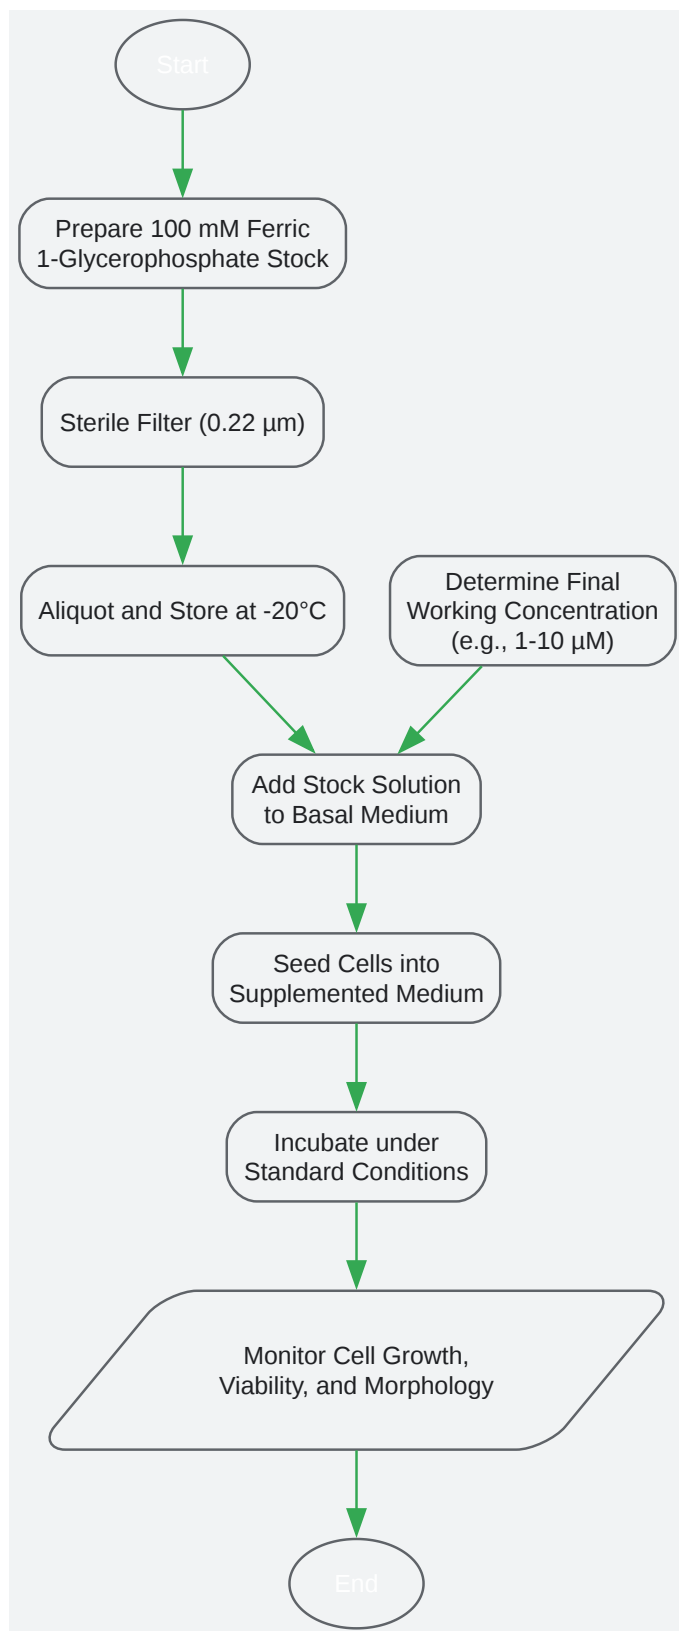 Start
Prepare 100 mM Ferric
1-Glycerophosphate Stock
Sterile Filter (0.22 µm)
Aliquot and Store at -20°C
Determine Final
Working Concentration
(e.g., 1-10 µM)
Add Stock Solution
to Basal Medium
Seed Cells into
Supplemented Medium
Incubate under
Standard Conditions
Monitor Cell Growth,
Viability, and Morphology
End